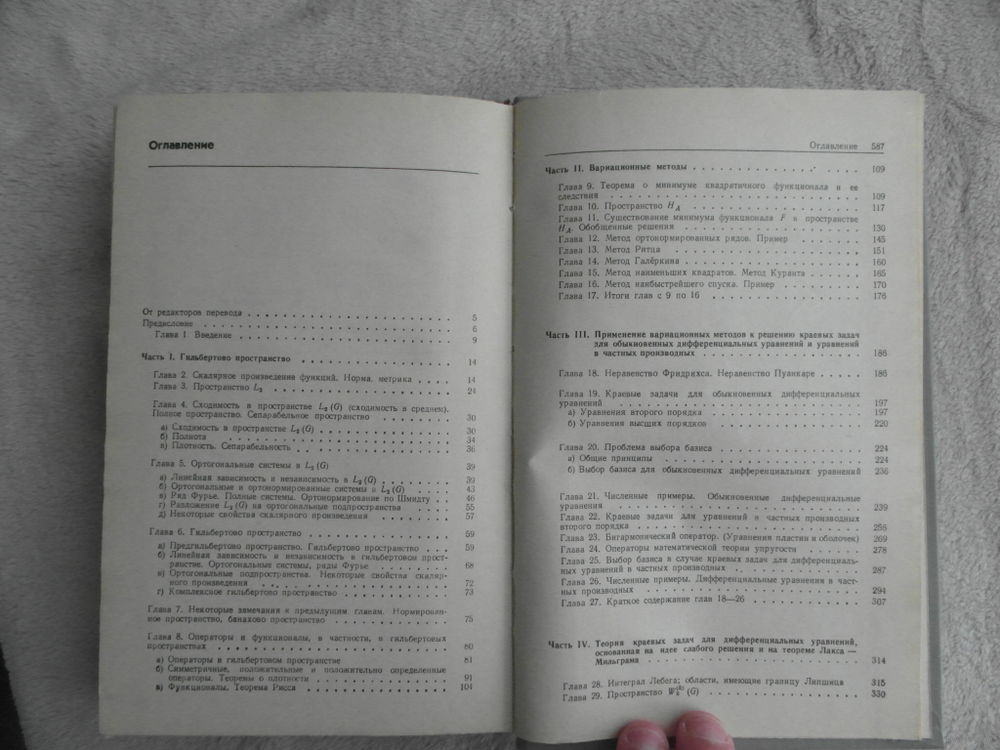 Оглавление
От редакторов перевода . . . 5
Предисловие . . . 6
Глава 1 Введение . . . 9
Часть I. Гильбертово пространство . . . 14
Глава 2. Скалярное произведение функций. Норма, метрика . . . 14
Глава 3. Пространство L₂ . . . 24
Глава 4. Сходимость в пространстве L₂ (G) (сходимость в среднем).
Полное пространство. Сепарабельное пространство . . . 30
а) Сходимость в пространстве L₂ (G) . . . 30
б) Полнота . . . 34
в) Плотность. Сепарабельность . . . 36
Глава 5. Ортогональные системы в L₂ (G) . . . 39
а) Линейная зависимость и независимость в L₂ (G) . . . 39
б) Ортогональные и ортонормированные системы в L₂ (G) . . . 43
в) Ряд Фурье. Полные системы. Ортонормирование по Шмидту . . . 46
г) Разложение L₂ (G) на ортогональные подпространства . . . 55
д) Некоторые свойства скалярного произведения . . . 57
Глава 6. Гильбертово пространство . . . 59
а) Предгильбертово пространство. Гильбертово пространство . . . 59
б) Линейная зависимость и независимость в гильбертовом прост-
ранстве. Ортогональные системы, ряды Фурье . . . 68
в) Ортогональные подпространства. Некоторые свойства скаляр-
ного произведения . . . 72
г) Комплексное гильбертово пространство . . . 73
Глава 7. Некоторые замечания к предыдущим главам. Нормирован-
ное пространство, банахово пространство . . . 75
Глава 8. Операторы и функционалы, в частности, в гильбертовых
пространствах . . . 80
а) Операторы в гильбертовом пространстве . . . 81
б) Симметричные, положительные и положительно определенные
операторы. Теоремы о плотности . . . 91
в) Функционалы. Теорема Рисса . . . 104
Оглавление 587
Часть II. Вариационные методы . . . 109
Глава 9. Теорема о минимуме квадратичного функционала и ее
следствия . . . 109
Глава 10. Пространство H_A . . . 117
Глава 11. Существование минимума функционала F в пространстве
H_A. Обобщенные решения . . . 130
Глава 12. Метод ортонормированных рядов. Пример . . . 145
Глава 13. Метод Ритца . . . 151
Глава 14. Метод Галёркина . . . 160
Глава 15. Метод наименьших квадратов. Метод Куранта . . . 165
Глава 16. Метод наибыстрейшего спуска. Пример . . . 170
Глава 17. Итоги глав с 9 по 16 . . . 176
Часть III. Применение вариационных методов к решению краевых задач
для обыкновенных дифференциальных уравнений и уравнений
в частных производных . . . 186
Глава 18. Неравенство Фридрихса. Неравенство Пуанкаре . . . 186
Глава 19. Краевые задачи для обыкновенных дифференциальных
уравнений . . . 197
а) Уравнения второго порядка . . . 197
б) Уравнения высших порядков . . . 220
Глава 20. Проблема выбора базиса . . . 224
а) Общие принципы . . . 224
б) Выбор базиса для обыкновенных дифференциальных уравнений 236
Глава 21. Численные примеры. Обыкновенные дифференциальные
уравнения . . . 239
Глава 22. Краевые задачи для уравнений в частных производных
второго порядка . . . 256
Глава 23. Бигармонический оператор. (Уравнения пластин и оболочек) 269
Глава 24. Операторы математической теории упругости . . . 278
Глава 25. Выбор базиса в случае краевых задач для дифференциаль-
ных уравнений в частных производных . . . 287
Глава 26. Численные примеры. Дифференциальные уравнения в част-
ных производных . . . 294
Глава 27. Краткое содержание глав 18—26 . . . 307
Часть IV. Теория краевых задач для дифференциальных уравнений,
основанная на идее слабого решения и на теореме Лакса —
Мильграма . . . 314
Глава 28. Интеграл Лебега; области, имеющие границу Липшица 315
Глава 29. Пространство W₂⁽ᵏ⁾ (G) . . . 330